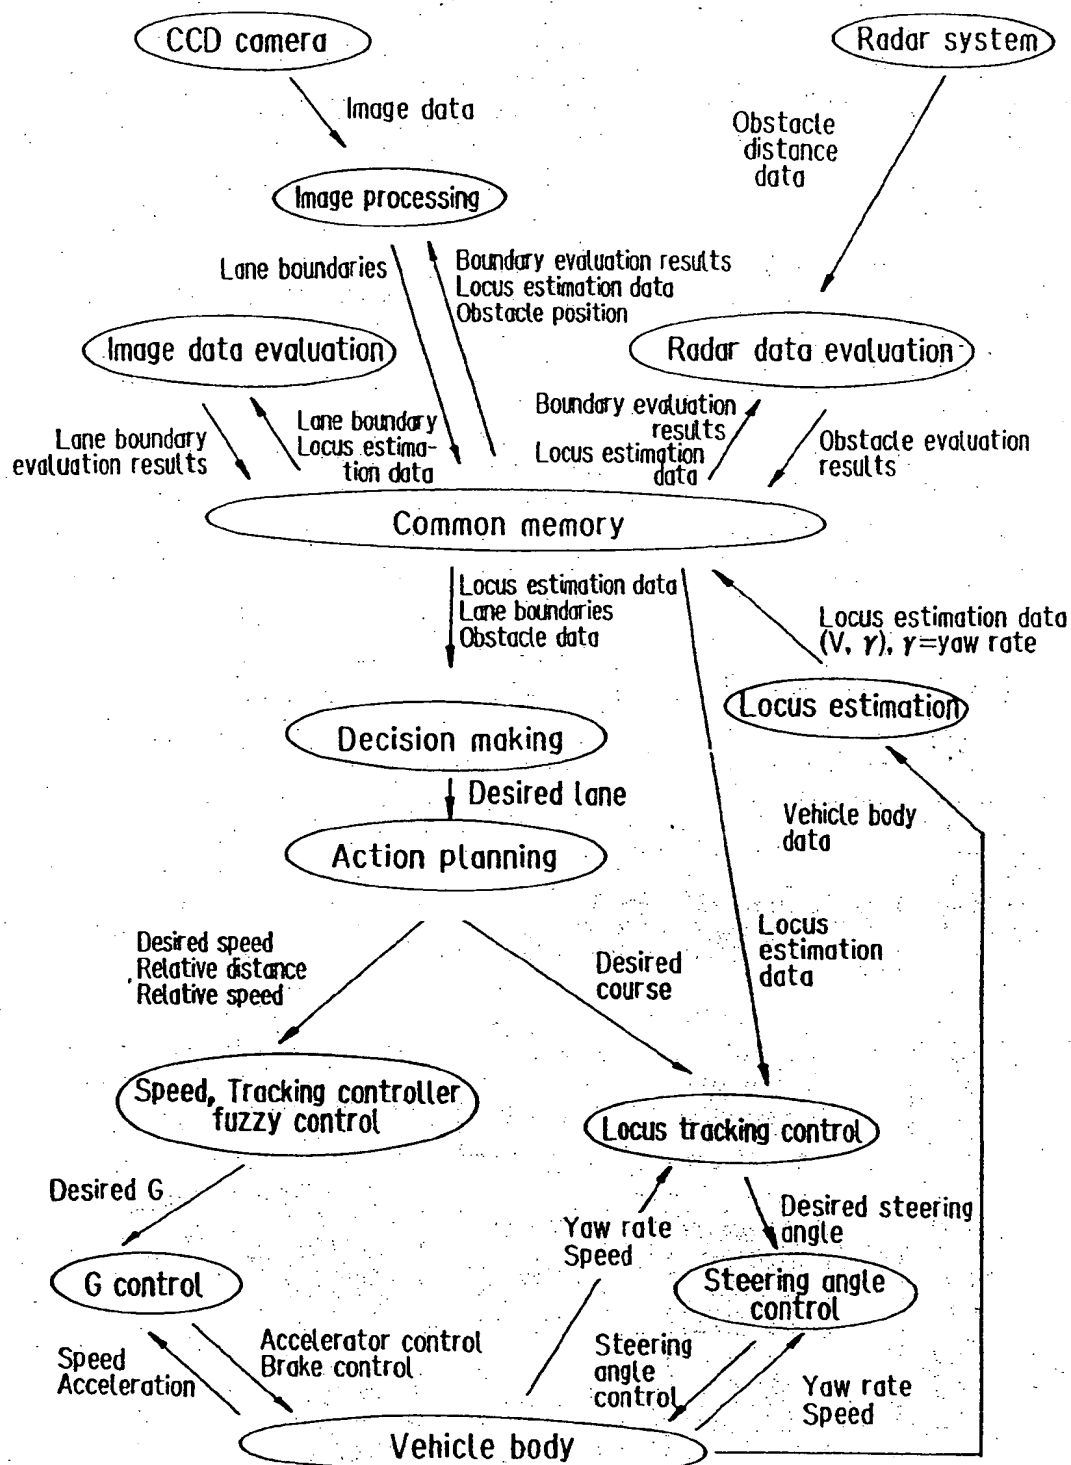 CCD camera
Radar system
Image data
Obstacle
distance
data
Image processing
Lane boundaries
Boundary evaluation results
Locus estimation data
Obstacle position
Image data evaluation
Radar data evaluation
Lane boundary
evaluation results
Lane boundary
Locus estima-
tion data
Boundary evaluation
results
Locus estimation
data
Obstacle evaluation
results
Common memory
Locus estimation data
Lane boundaries
Obstacle data
Locus estimation data
(V, γ), γ=yaw rate
Locus estimation
Decision making
Desired lane
Action planning
Vehicle body
data
Desired speed
Relative distance
Relative speed
Desired
course
Locus
estimation
data
Speed, Tracking controller
fuzzy control
Locus tracking control
Desired G
Yaw rate
Speed
Desired steering
angle
G control
Steering angle
control
Speed
Acceleration
Accelerator control
Brake control
Steering
angle
control
Yaw rate
Speed
Vehicle body